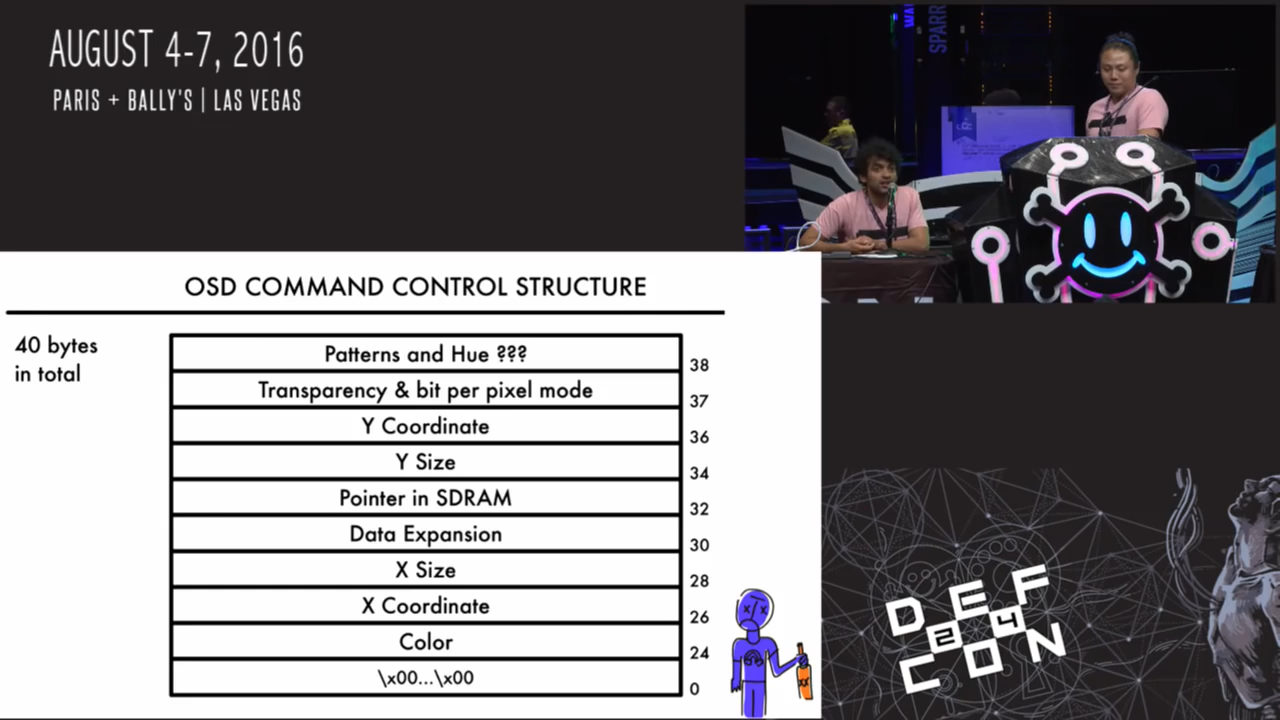 AUGUST 4-7, 2016
PARIS + BALLY'S | LAS VEGAS
SPARR
OSD COMMAND CONTROL STRUCTURE
40 bytes
in total
Patterns and Hue ???
38
Transparency & bit per pixel mode
37
Y Coordinate
36
Y Size
34
Pointer in SDRAM
32
Data Expansion
30
X Size
28
X Coordinate
26
Color
24
\x00...\x00
0
DEF
24
CON